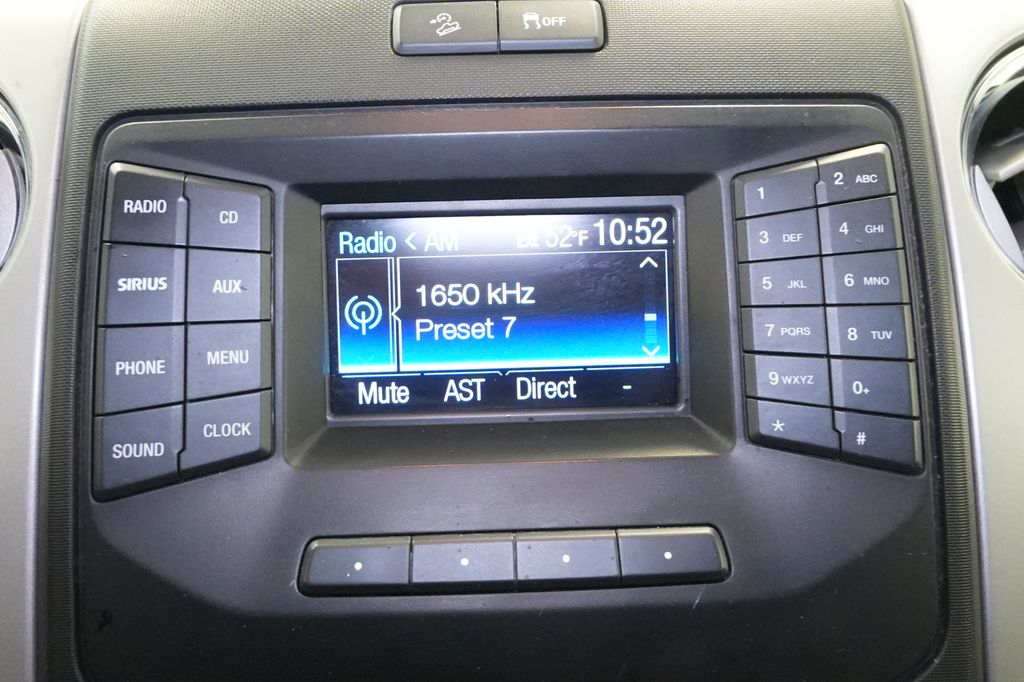 OFF
RADIO
CD
SIRIUS
AUX
PHONE
MENU
SOUND
CLOCK
Radio < AM Ext 52°F 10:52
1650 kHz
Preset 7
Mute AST Direct -
1
2 ABC
3 DEF
4 GHI
5 JKL
6 MNO
7 PQRS
8 TUV
9 WXYZ
0+
*
#